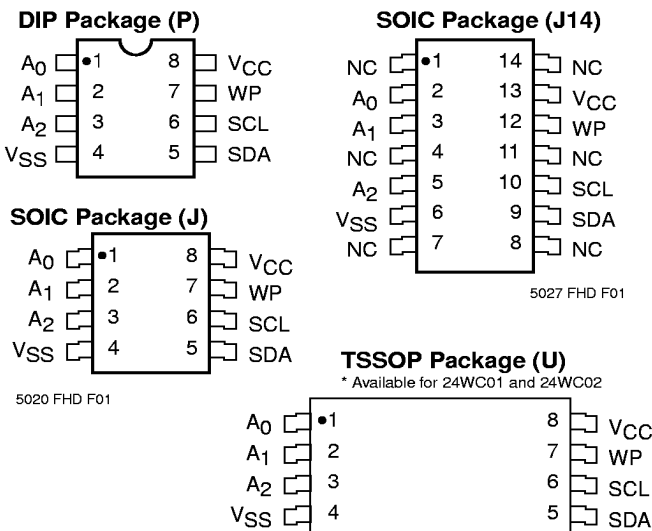 DIP Package (P)
A0 1 8 VCC
A1 2 7 WP
A2 3 6 SCL
VSS 4 5 SDA
SOIC Package (J)
A0 1 8 VCC
A1 2 7 WP
A2 3 6 SCL
VSS 4 5 SDA
5020 FHD F01
SOIC Package (J14)
NC 1 14 NC
A0 2 13 VCC
A1 3 12 WP
NC 4 11 NC
A2 5 10 SCL
VSS 6 9 SDA
NC 7 8 NC
5027 FHD F01
TSSOP Package (U)
* Available for 24WC01 and 24WC02
A0 1 8 VCC
A1 2 7 WP
A2 3 6 SCL
VSS 4 5 SDA